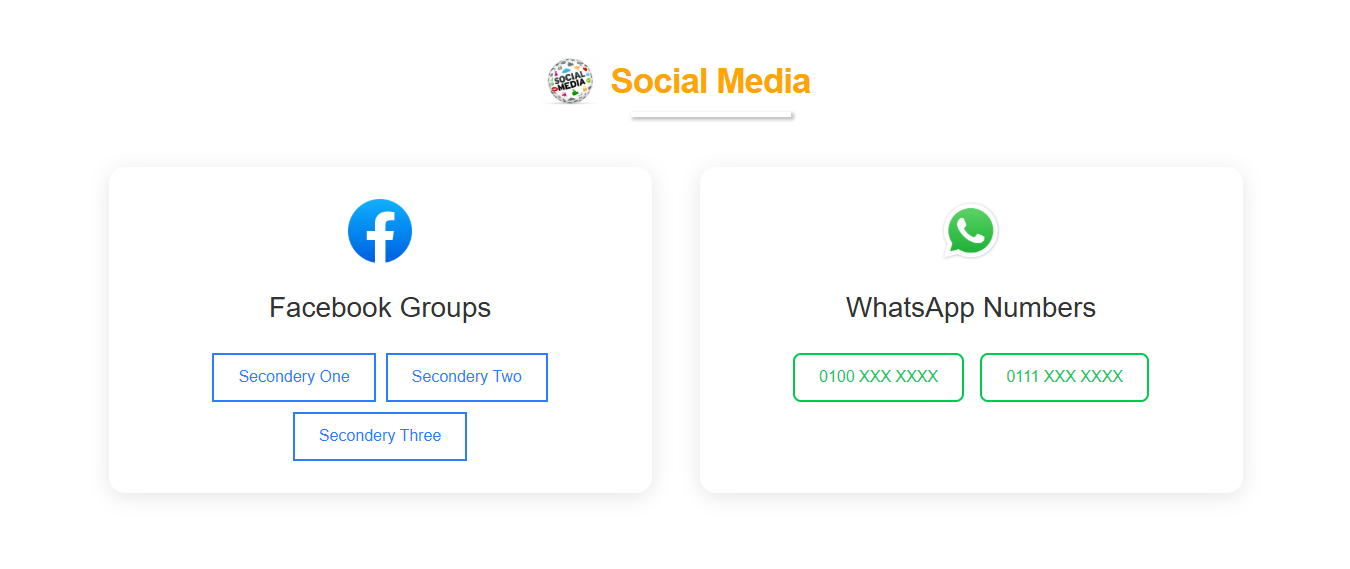 SOCIAL
MEDIA
Social Media
Facebook Groups
Secondery One
Secondery Two
Secondery Three
WhatsApp Numbers
0100 XXX XXXX
0111 XXX XXXX